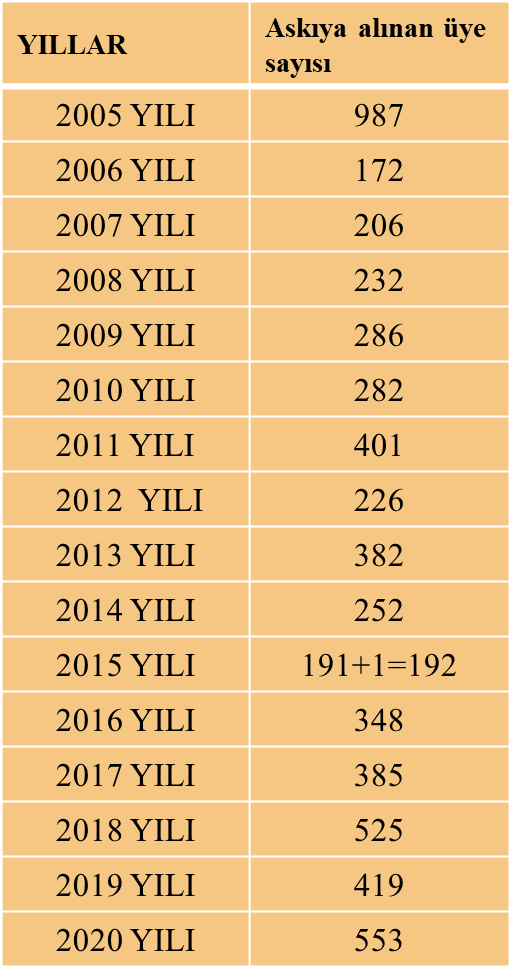 YILLAR
Askıya alınan üye
sayısı
2005 YILI 987
2006 YILI 172
2007 YILI 206
2008 YILI 232
2009 YILI 286
2010 YILI 282
2011 YILI 401
2012 YILI 226
2013 YILI 382
2014 YILI 252
2015 YILI 191+1=192
2016 YILI 348
2017 YILI 385
2018 YILI 525
2019 YILI 419
2020 YILI 553